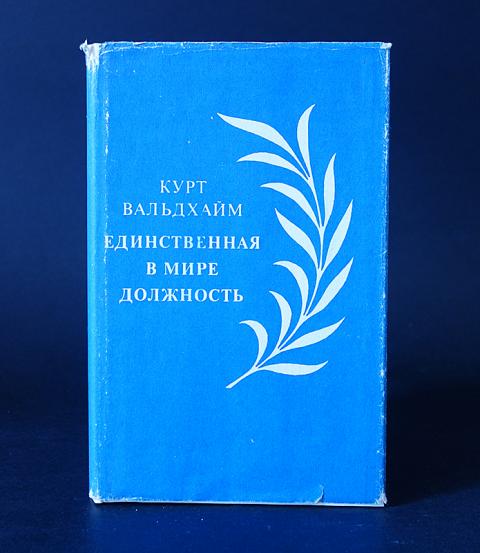 КУРТ
ВАЛЬДХАЙМ
ЕДИНСТВЕННАЯ
В МИРЕ
ДОЛЖНОСТЬ